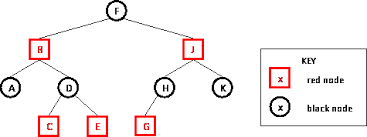 F
B J
A D H K
C E G
KEY
x red node
x black node